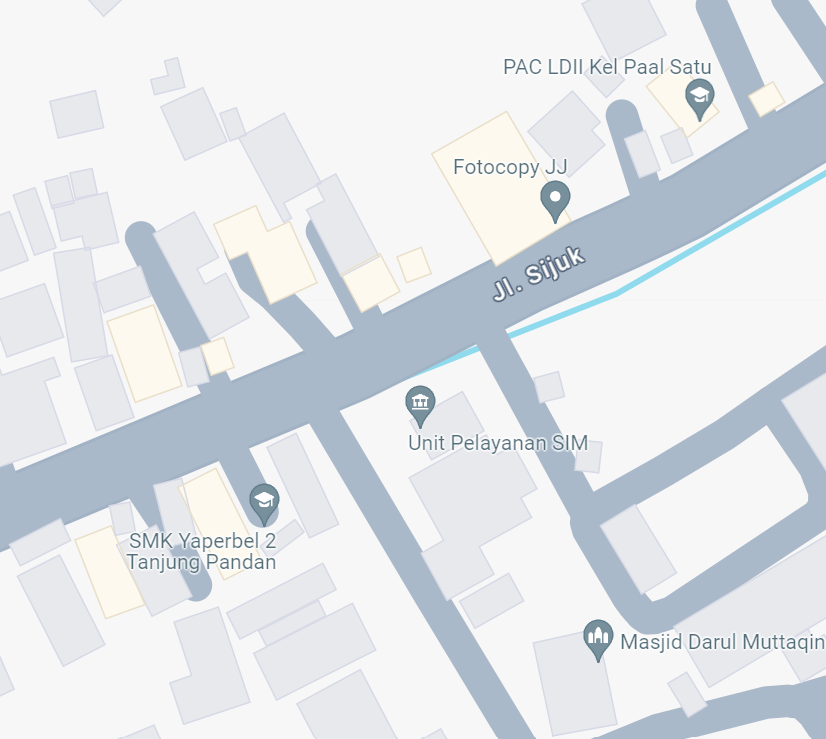 PAC LDII Kel Paal Satu
Fotocopy JJ
Jl. Sijuk
Unit Pelayanan SIM
SMK Yaperbel 2
Tanjung Pandan
Masjid Darul Muttaqin